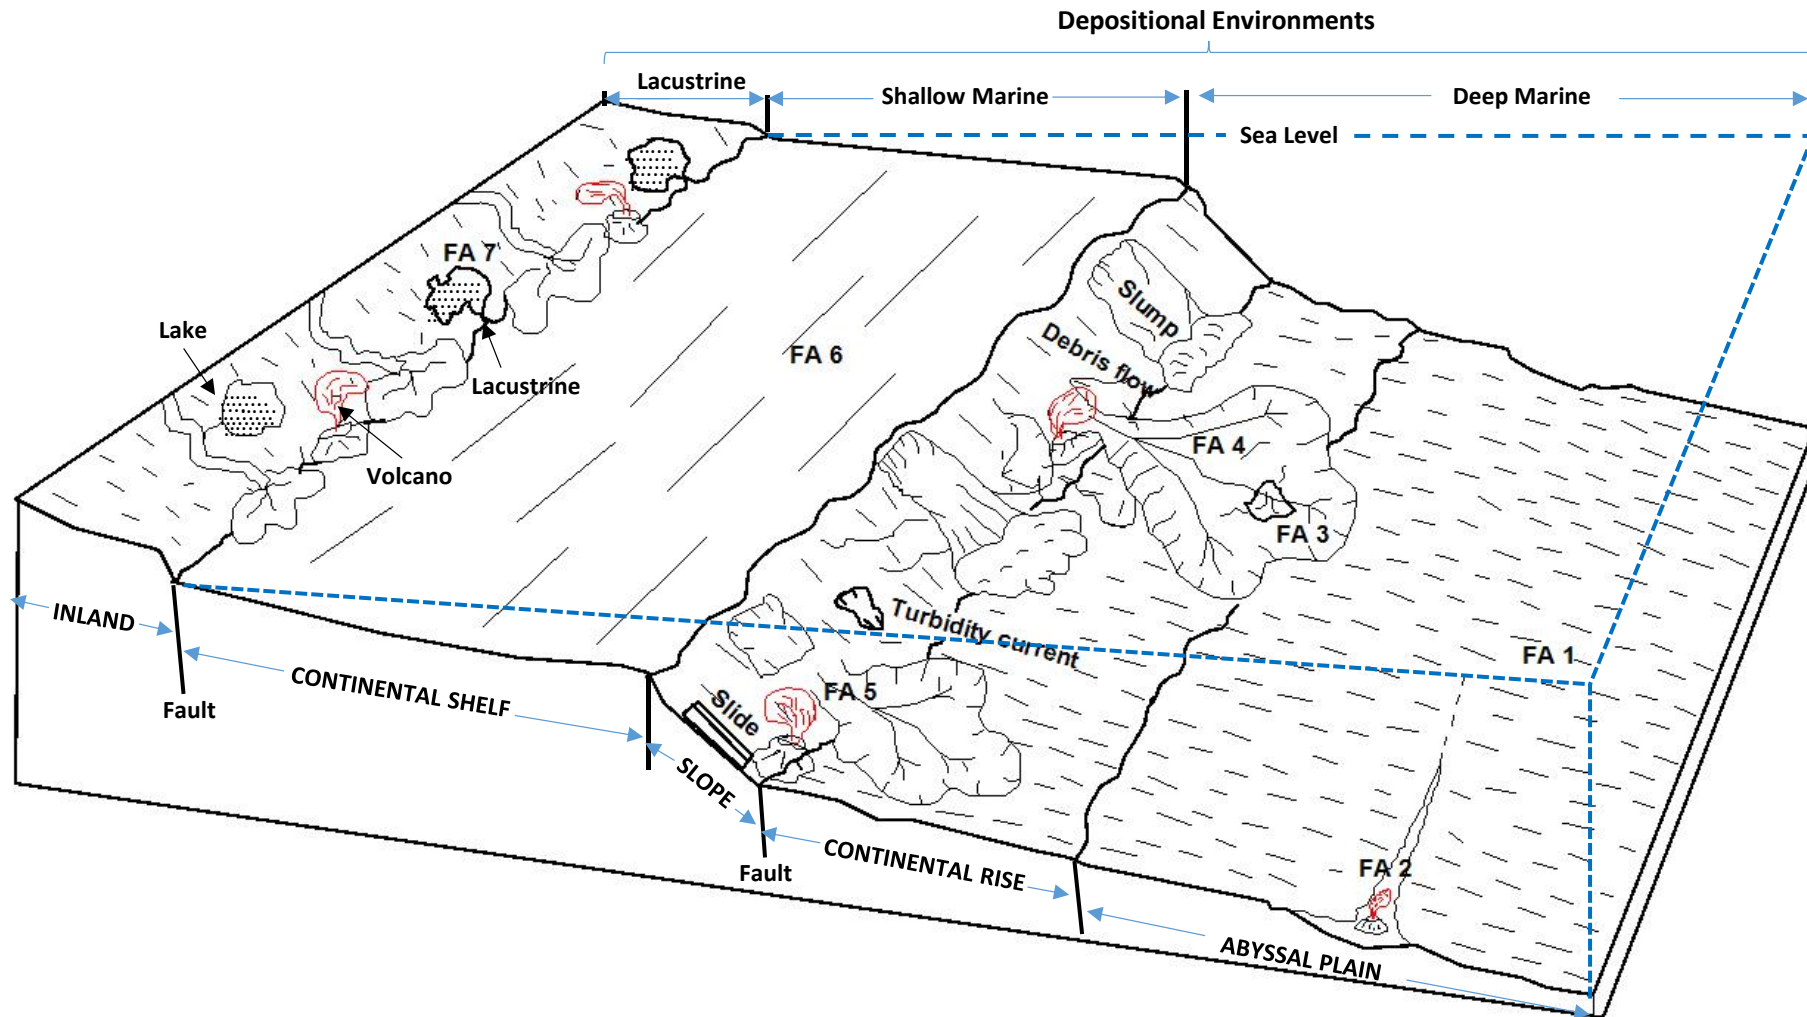 Depositional Environments
Lacustrine
Shallow Marine
Deep Marine
Sea Level
FA 7
Slump
Lake
Debris flow
FA 6
Lacustrine
FA 4
Volcano
FA 3
Turbidity current
INLAND
FA 1
CONTINENTAL SHELF
FA 5
Fault
Slide
SLOPE
CONTINENTAL RISE
Fault
FA 2
ABYSSAL PLAIN